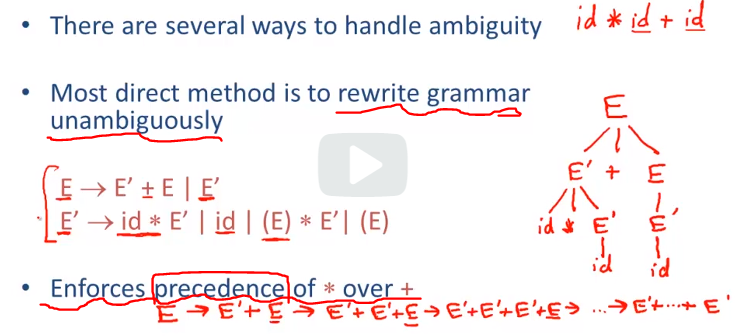 • There are several ways to handle ambiguity
id * id + id
• Most direct method is to rewrite grammar
unambiguously
E → E' + E | E'
E' → id * E' | id | (E) * E' | (E)
E
E' + E
id * E' E'
id id
• Enforces precedence of * over +
E → E'+E → E'+E'+E → E'+E'+E'+E → ... → E'+...+E'